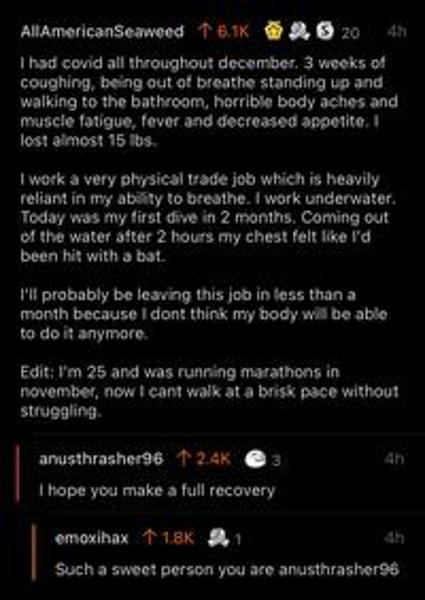 AllAmericanSeaweed ↑ 6.1K 20 4h
I had covid all throughout december. 3 weeks of
coughing, being out of breathe standing up and
walking to the bathroom, horrible body aches and
muscle fatigue, fever and decreased appetite. I
lost almost 15 lbs.
I work a very physical trade job which is heavily
reliant in my ability to breathe. I work underwater.
Today was my first dive in 2 months. Coming out
of the water after 2 hours my chest felt like I'd
been hit with a bat.
I'll probably be leaving this job in less than a
month because I dont think my body will be able
to do it anymore.
Edit: I'm 25 and was running marathons in
november, now I cant walk at a brisk pace without
struggling.
anusthrasher96 ↑ 2.4K 3 4h
I hope you make a full recovery
emoxihax ↑ 1.8K 1 4h
Such a sweet person you are anusthrasher96